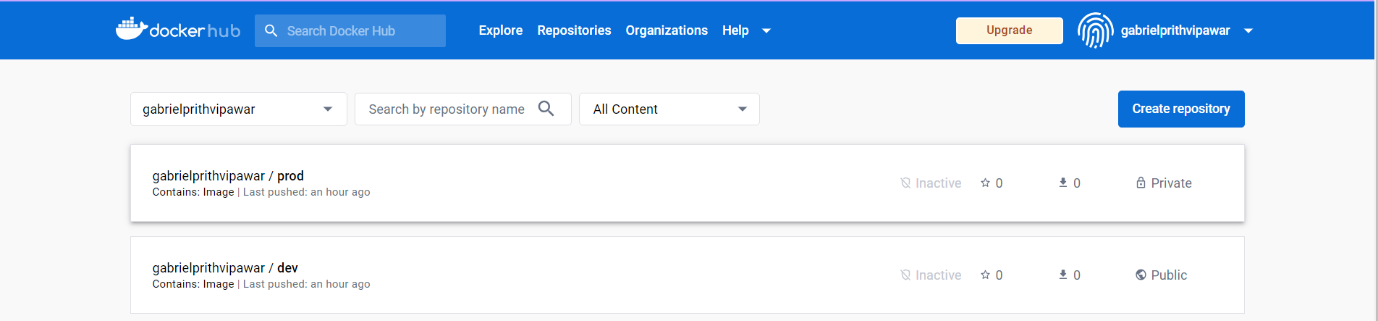 dockerhub Search Docker Hub Explore Repositories Organizations Help Upgrade gabrielprithvipawar
gabrielprithvipawar Search by repository name All Content Create repository
gabrielprithvipawar / prod
Contains: Image | Last pushed: an hour ago
Inactive 0 0 Private
gabrielprithvipawar / dev
Contains: Image | Last pushed: an hour ago
Inactive 0 0 Public